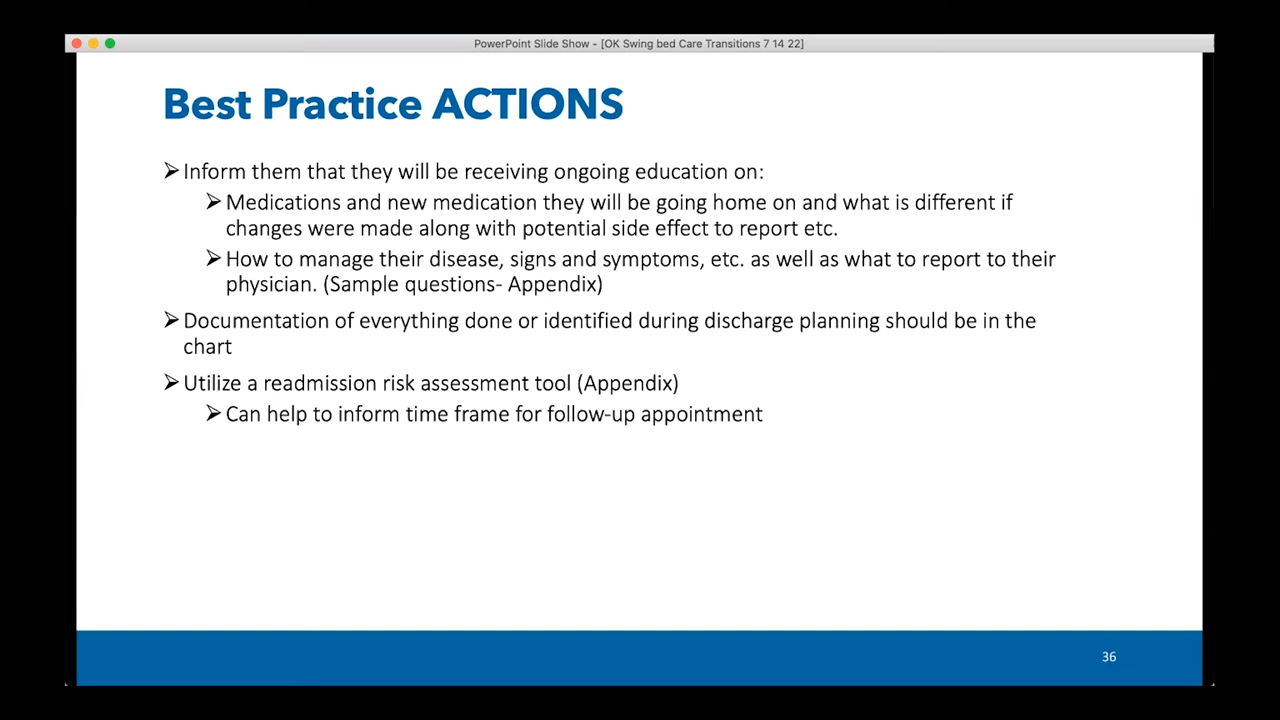 PowerPoint Slide Show - [OK Swing bed Care Transitions 7 14 22]
Best Practice ACTIONS
Inform them that they will be receiving ongoing education on:
Medications and new medication they will be going home on and what is different if
changes were made along with potential side effect to report etc.
How to manage their disease, signs and symptoms, etc. as well as what to report to their
physician. (Sample questions- Appendix)
Documentation of everything done or identified during discharge planning should be in the
chart
Utilize a readmission risk assessment tool (Appendix)
Can help to inform time frame for follow-up appointment
36